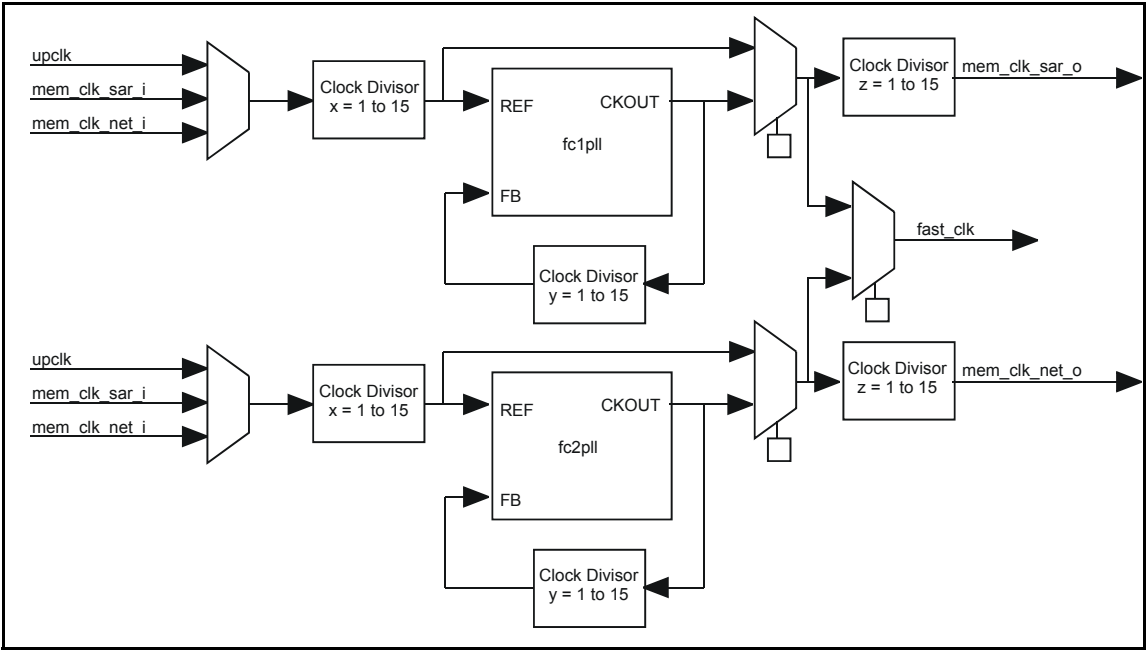 upclk
mem_clk_sar_i
mem_clk_net_i
Clock Divisor
x = 1 to 15
REF
CKOUT
fc1pll
FB
Clock Divisor
y = 1 to 15
Clock Divisor
z = 1 to 15
mem_clk_sar_o
fast_clk
upclk
mem_clk_sar_i
mem_clk_net_i
Clock Divisor
x = 1 to 15
REF
CKOUT
fc2pll
FB
Clock Divisor
y = 1 to 15
Clock Divisor
z = 1 to 15
mem_clk_net_o